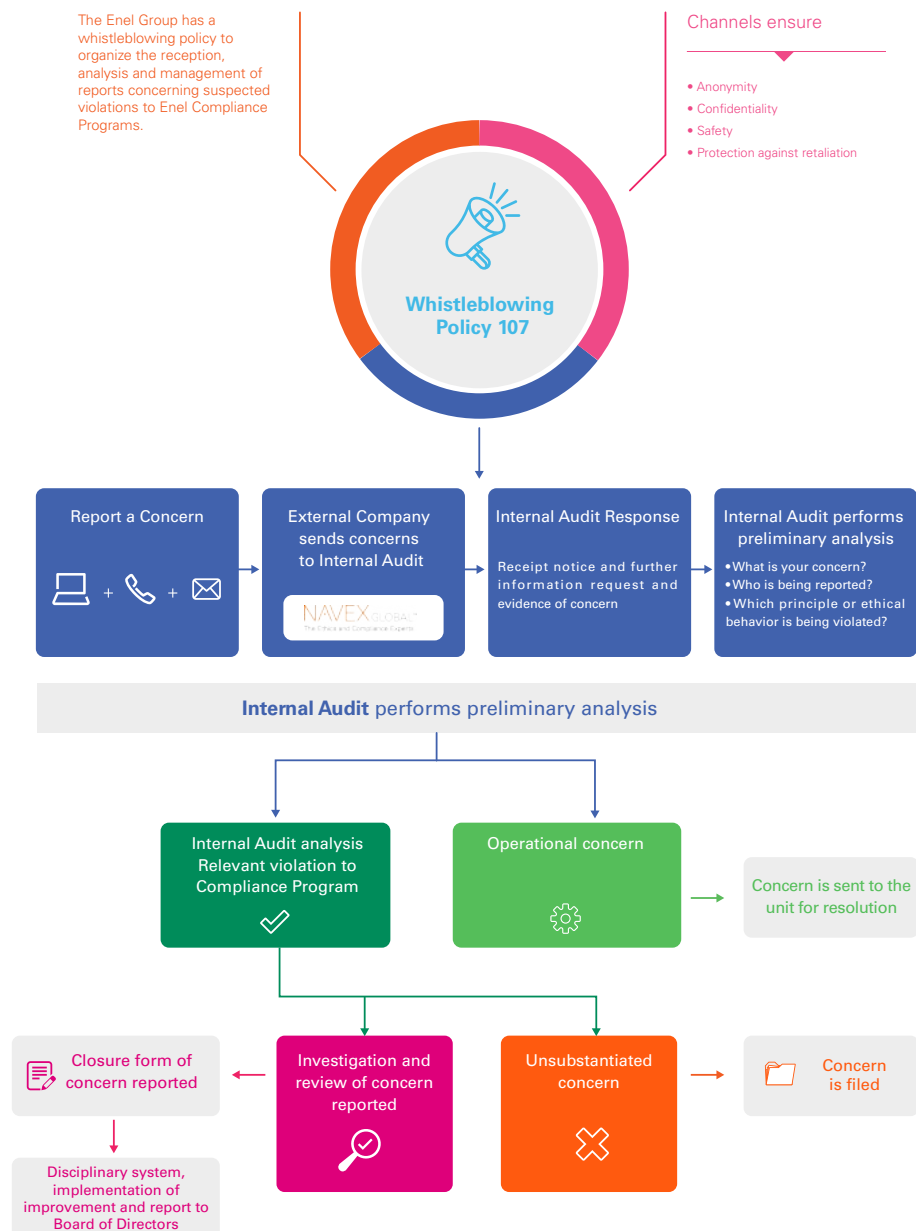 The Enel Group has a
whistleblowing policy to
organize the reception,
analysis and management of
reports concerning suspected
violations to Enel Compliance
Programs.
Channels ensure
• Anonymity
• Confidentiality
• Safety
• Protection against retaliation
Whistleblowing
Policy 107
Report a Concern
+ +
External Company
sends concerns
to Internal Audit
NAVEX GLOBAL™
The Ethics and Compliance Experts
Internal Audit Response
Receipt notice and further
information request and
evidence of concern
Internal Audit performs
preliminary analysis
•What is your concern?
•Who is being reported?
•Which principle or ethical
behavior is being violated?
Internal Audit performs preliminary analysis
Internal Audit analysis
Relevant violation to
Compliance Program
Operational concern
Concern is sent to the
unit for resolution
Closure form of
concern reported
Investigation and
review of concern
reported
Unsubstantiated
concern
Concern
is filed
Disciplinary system,
implementation of
improvement and report to
Board of Directors